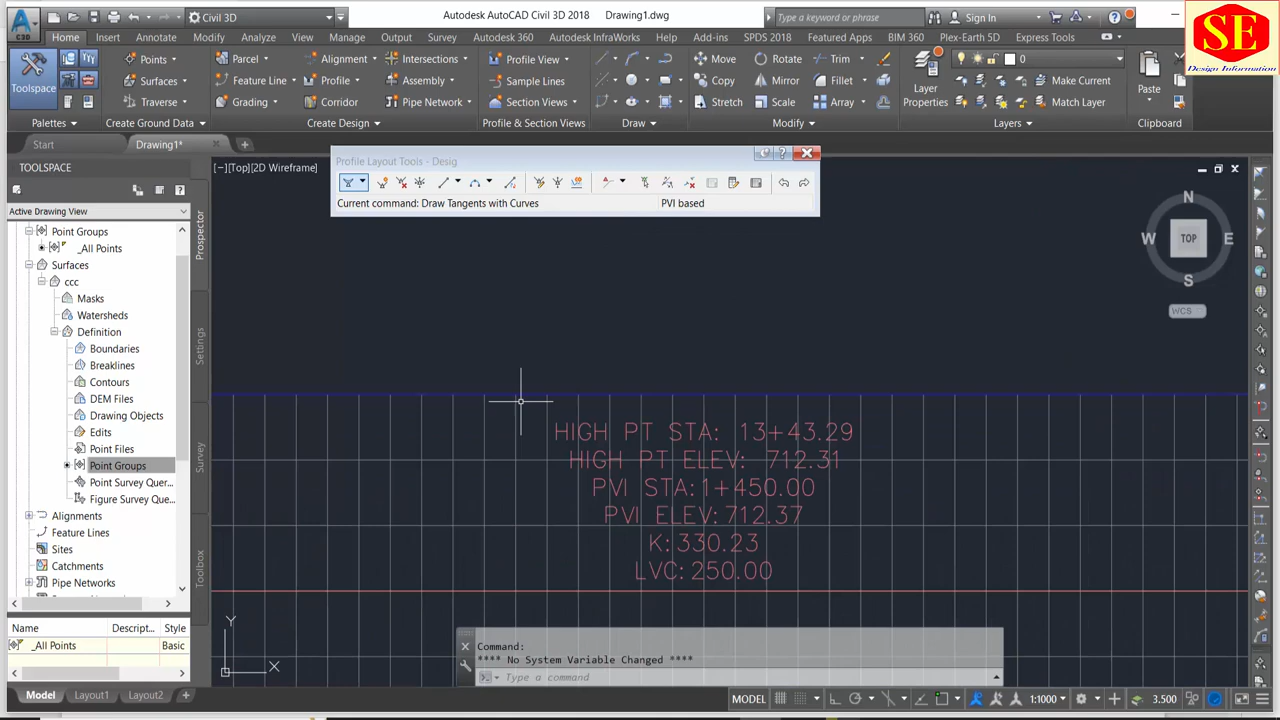 Civil 3D
Autodesk AutoCAD Civil 3D 2018 Drawing1.dwg
Type a keyword or phrase
Sign In
SE
Design Information
Home Insert Annotate Modify Analyze View Manage Output Survey Autodesk 360 Autodesk InfraWorks Help Add-ins SPDS 2018 Featured Apps BIM 360 Plex-Earth 5D Express Tools
Toolspace
Palettes
Points
Surfaces
Traverse
Create Ground Data
Parcel
Feature Line
Grading
Alignment
Profile
Corridor
Intersections
Assembly
Pipe Network
Create Design
Profile View
Sample Lines
Section Views
Profile & Section Views
Draw
Move
Copy
Stretch
Rotate
Mirror
Scale
Trim
Fillet
Array
Modify
Layer
Properties
0
Make Current
Match Layer
Layers
Paste
Clipboard
Start
Drawing1*
TOOLSPACE
Active Drawing View
Point Groups
_All Points
Surfaces
ccc
Masks
Watersheds
Definition
Boundaries
Breaklines
Contours
DEM Files
Drawing Objects
Edits
Point Files
Point Groups
Point Survey Quer...
Figure Survey Que...
Alignments
Feature Lines
Sites
Catchments
Pipe Networks
Prospector
Settings
Survey
Toolbox
Name Descript... Style
_All Points Basic
[−][Top][2D Wireframe]
Profile Layout Tools - Desig
Current command: Draw Tangents with Curves
PVI based
N
W TOP E
S
WCS
HIGH PT STA: 13+43.29
HIGH PT ELEV: 712.31
PVI STA:1+450.00
PVI ELEV:712.37
K:330.23
LVC:250.00
Y
X
Command:
**** No System Variable Changed ****
Type a command
Model Layout1 Layout2
MODEL
1:1000
3.500